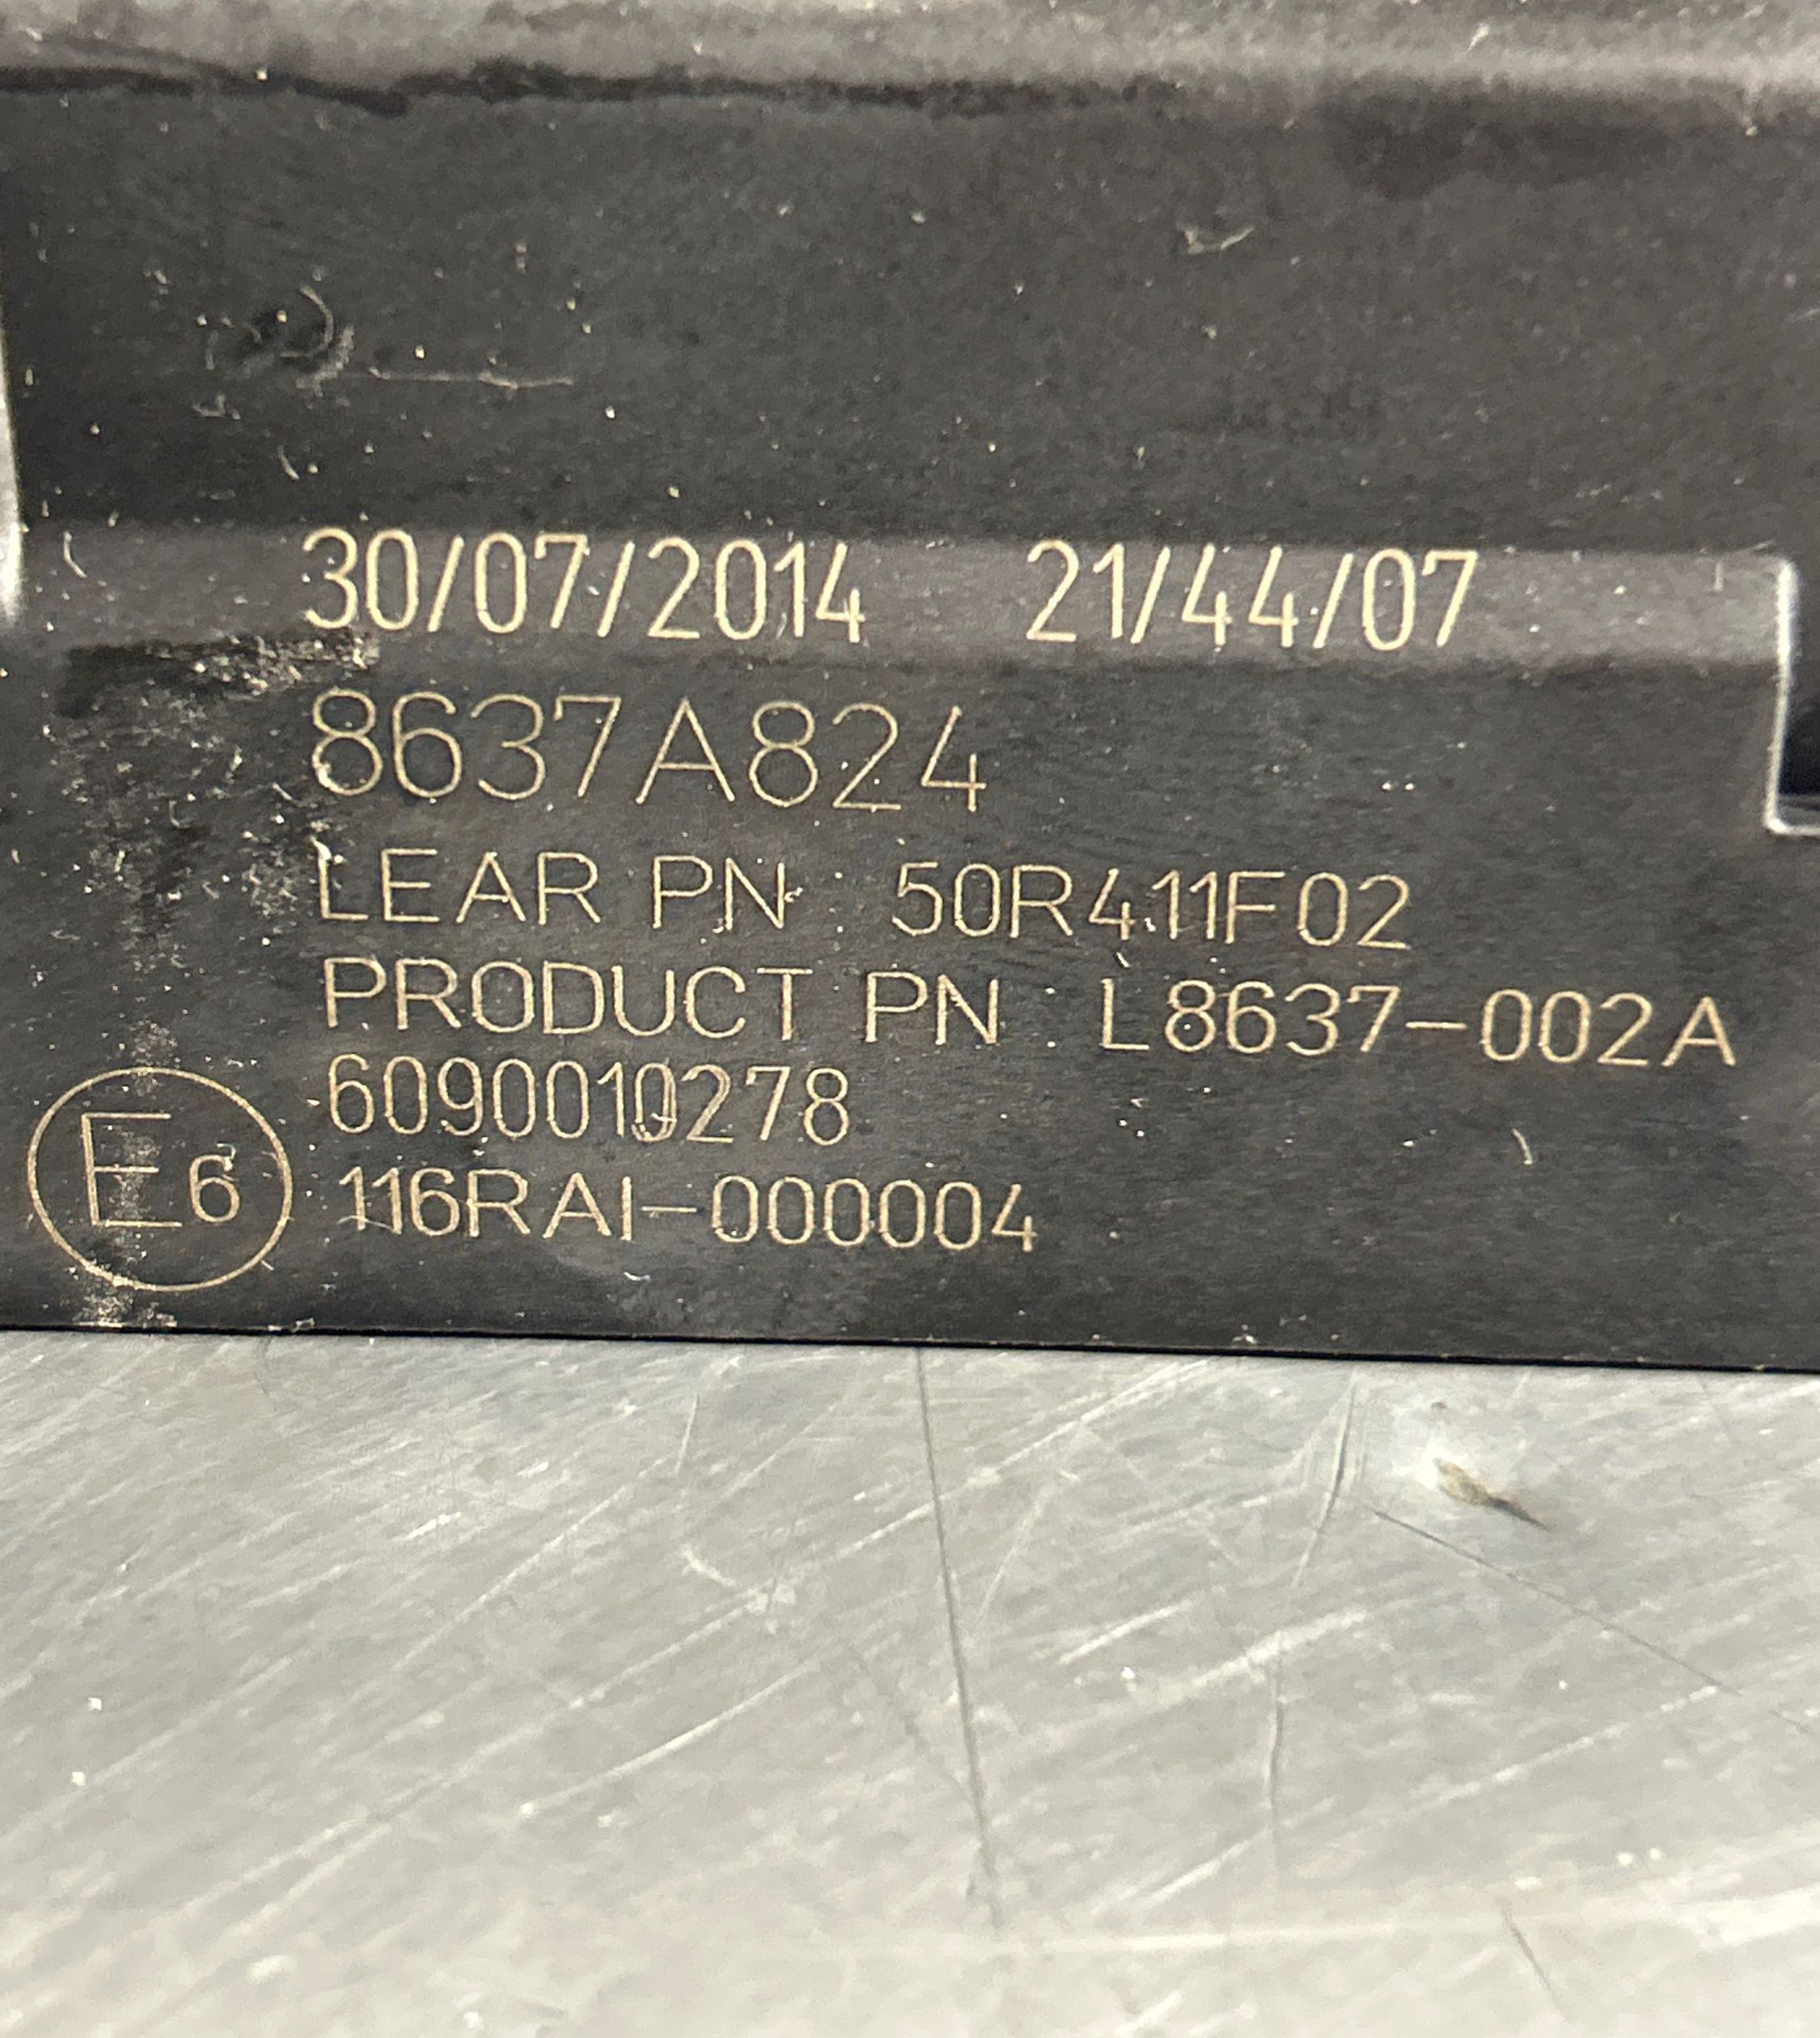 30/07/2014 21/44/07
8637A824
LEAR PN : 50R411F02
PRODUCT PN : L8637-002A
6090010278
E6 116RAI-000004